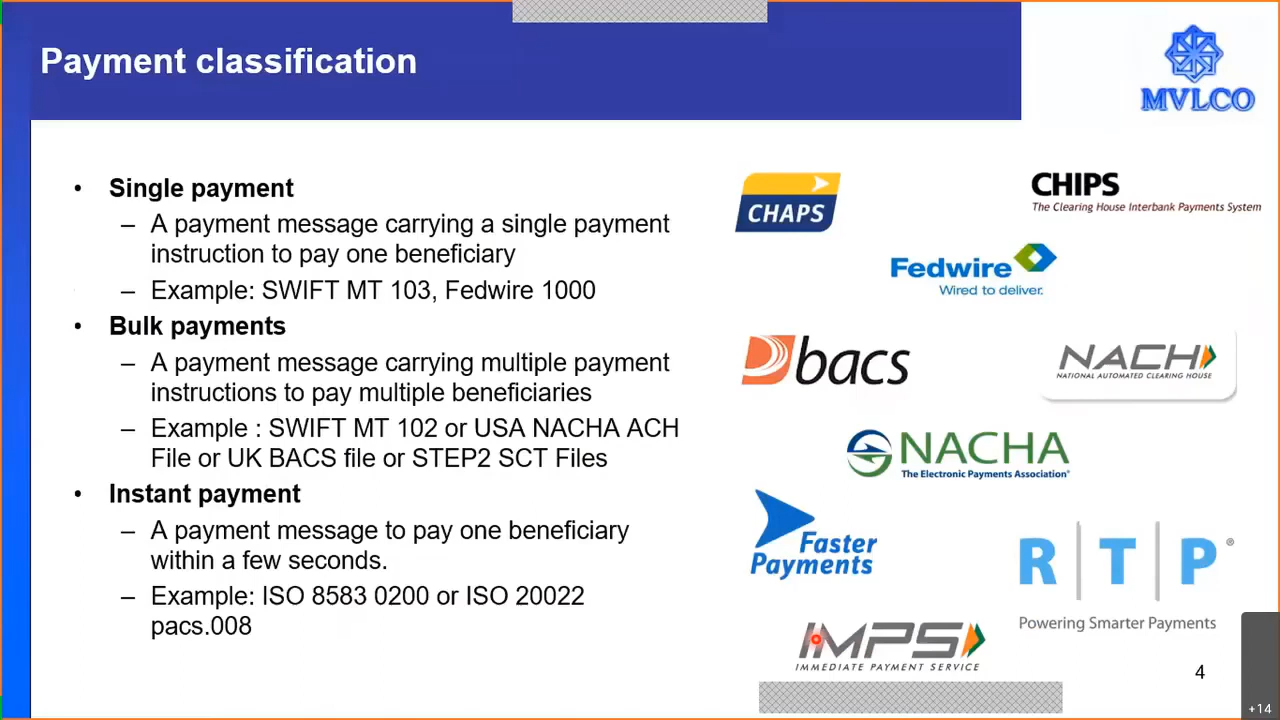 Payment classification
MVLCO
• Single payment
– A payment message carrying a single payment
instruction to pay one beneficiary
– Example: SWIFT MT 103, Fedwire 1000
• Bulk payments
– A payment message carrying multiple payment
instructions to pay multiple beneficiaries
– Example : SWIFT MT 102 or USA NACHA ACH
File or UK BACS file or STEP2 SCT Files
• Instant payment
– A payment message to pay one beneficiary
within a few seconds.
– Example: ISO 8583 0200 or ISO 20022
pacs.008
CHAPS
CHIPS
The Clearing House Interbank Payments System
Fedwire
Wired to deliver.
bacs
NACH
NATIONAL AUTOMATED CLEARING HOUSE
NACHA
The Electronic Payments Association®
Faster
Payments
R T P ®
Powering Smarter Payments
IMPS
IMMEDIATE PAYMENT SERVICE
4
+14